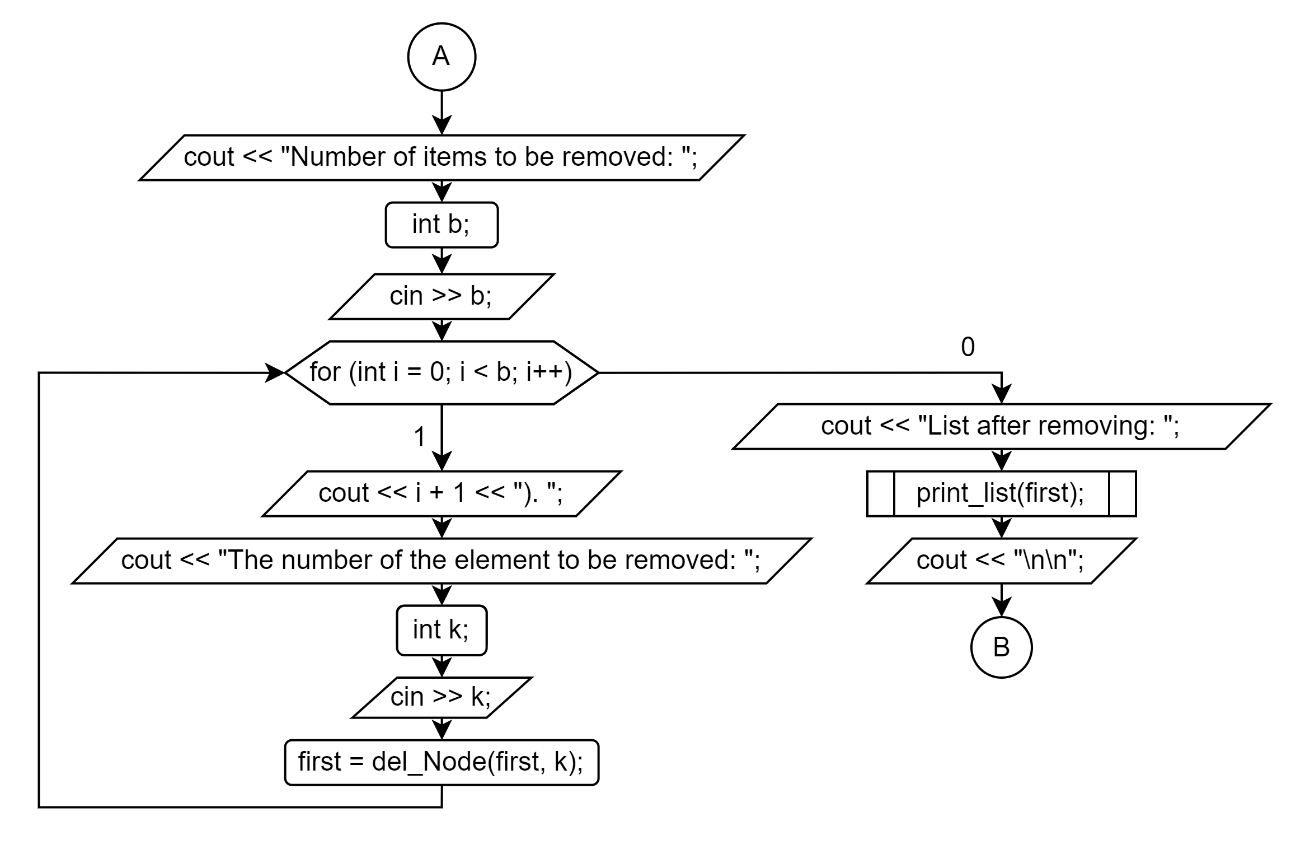 A
cout << "Number of items to be removed: ";
int b;
cin >> b;
for (int i = 0; i < b; i++)
0
1
cout << "List after removing: ";
cout << i + 1 << "). ";
print_list(first);
cout << "The number of the element to be removed: ";
cout << "\n\n";
int k;
B
cin >> k;
first = del_Node(first, k);